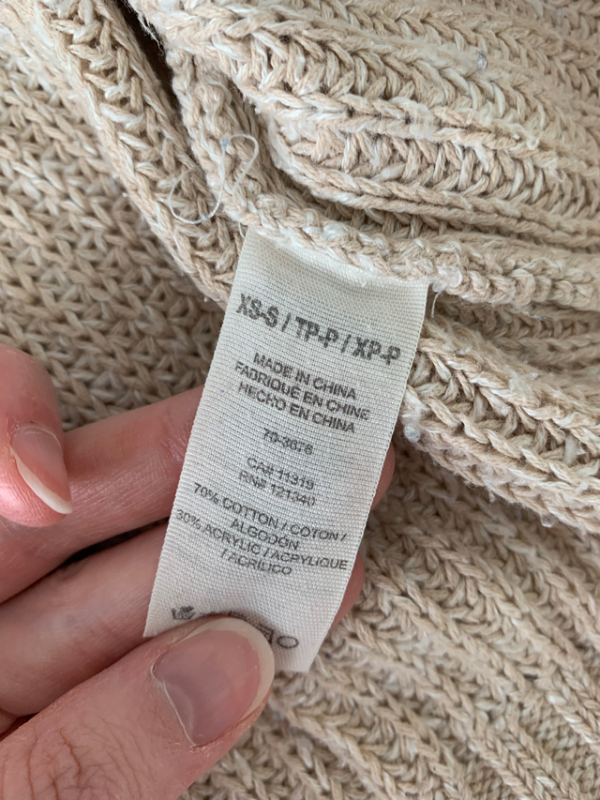 XS-S / TP-P / XP-P
MADE IN CHINA
FABRIQUÉ EN CHINE
HECHO EN CHINA
70-3676
CA# 11319
RN# 121340
70% COTTON / COTON /
ALGODÓN
30% ACRYLIC / ACRYLIQUE
/ ACRÍLICO